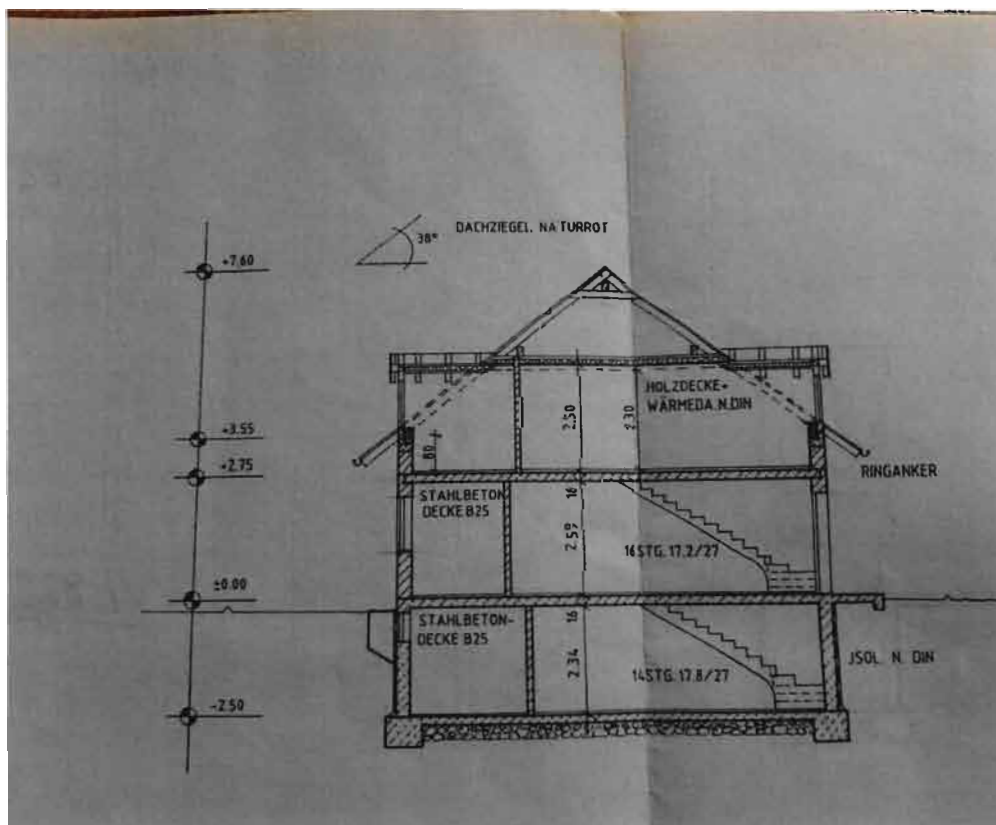 DACHZIEGEL. NATURROT
38°
+7.60
HOLZDECKE+
WÄRMEDA.N.DIN
2.50
2.30
+3.55
80
+2.75
RINGANKER
STAHLBETON
DECKE B25
16
2.59
16STG. 17.2/27
±0.00
STAHLBETON-
DECKE B25
16
2.34
14STG. 17.8/27
JSOL. N. DIN
-2.50